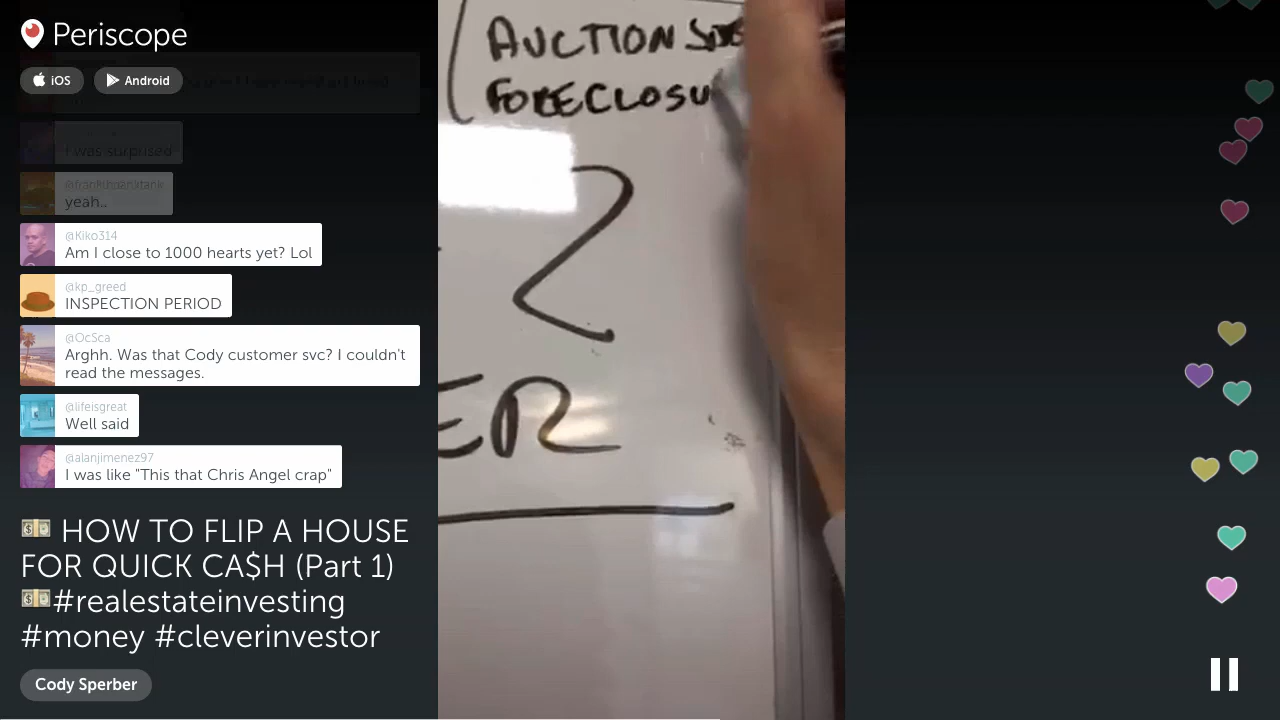 Periscope
iOS
Android
I was surprised
yeah..
@Kiko314
Am I close to 1000 hearts yet? Lol
@kp_greed
INSPECTION PERIOD
@OcSca
Arghh. Was that Cody customer svc? I couldn't
read the messages.
@lifeisgreat
Well said
@alanjimenez97
I was like "This that Chris Angel crap"
💵 HOW TO FLIP A HOUSE
FOR QUICK CA$H (Part 1)
💵#realestateinvesting
#money #cleverinvestor
Cody Sperber
AUCTION
FORECLOSU
2
ER